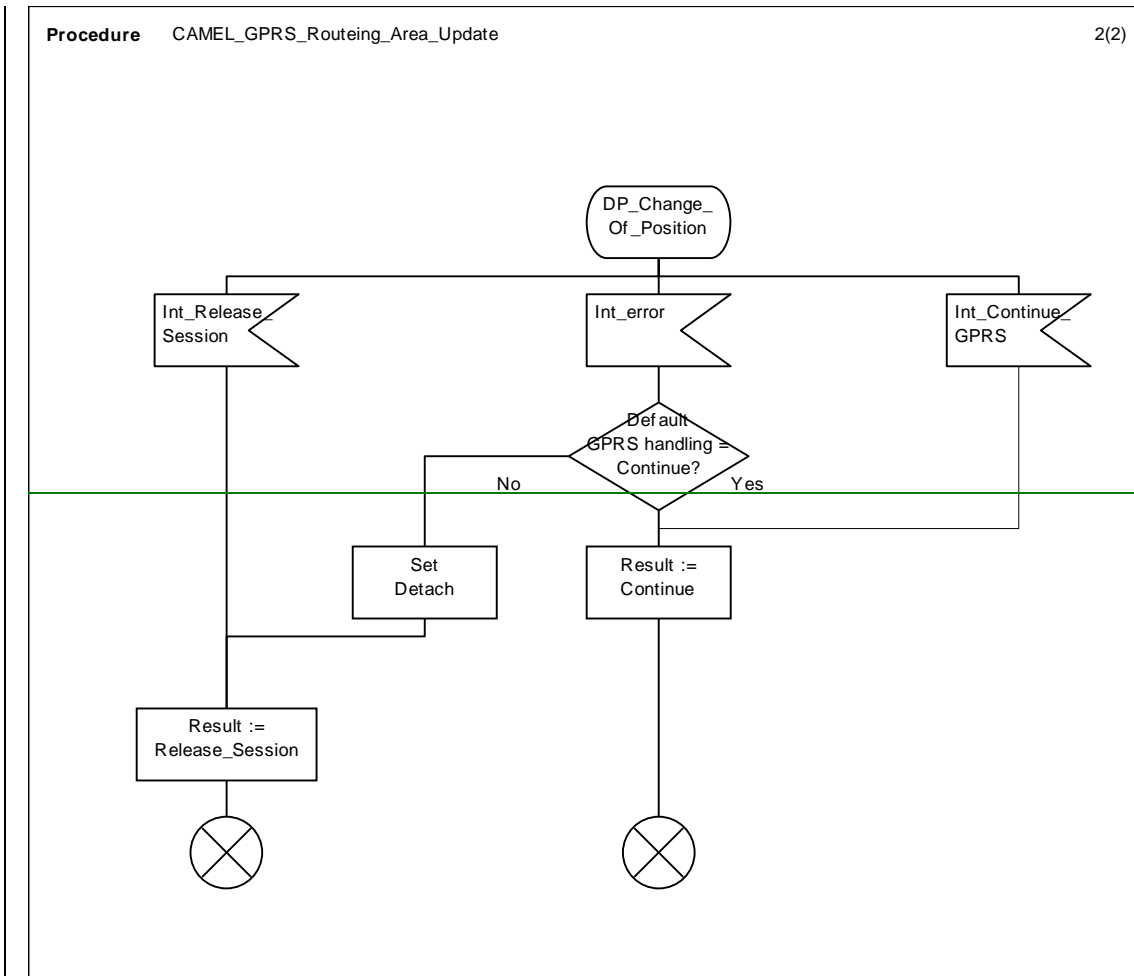 Procedure CAMEL_GPRS_Routeing_Area_Update 2(2)
DP_Change_
Of_Position
Int_Release_
Session
Int_error
Int_Continue_
GPRS
Default
GPRS handling =
Continue?
No
Yes
Set
Detach
Result :=
Continue
Result :=
Release_Session